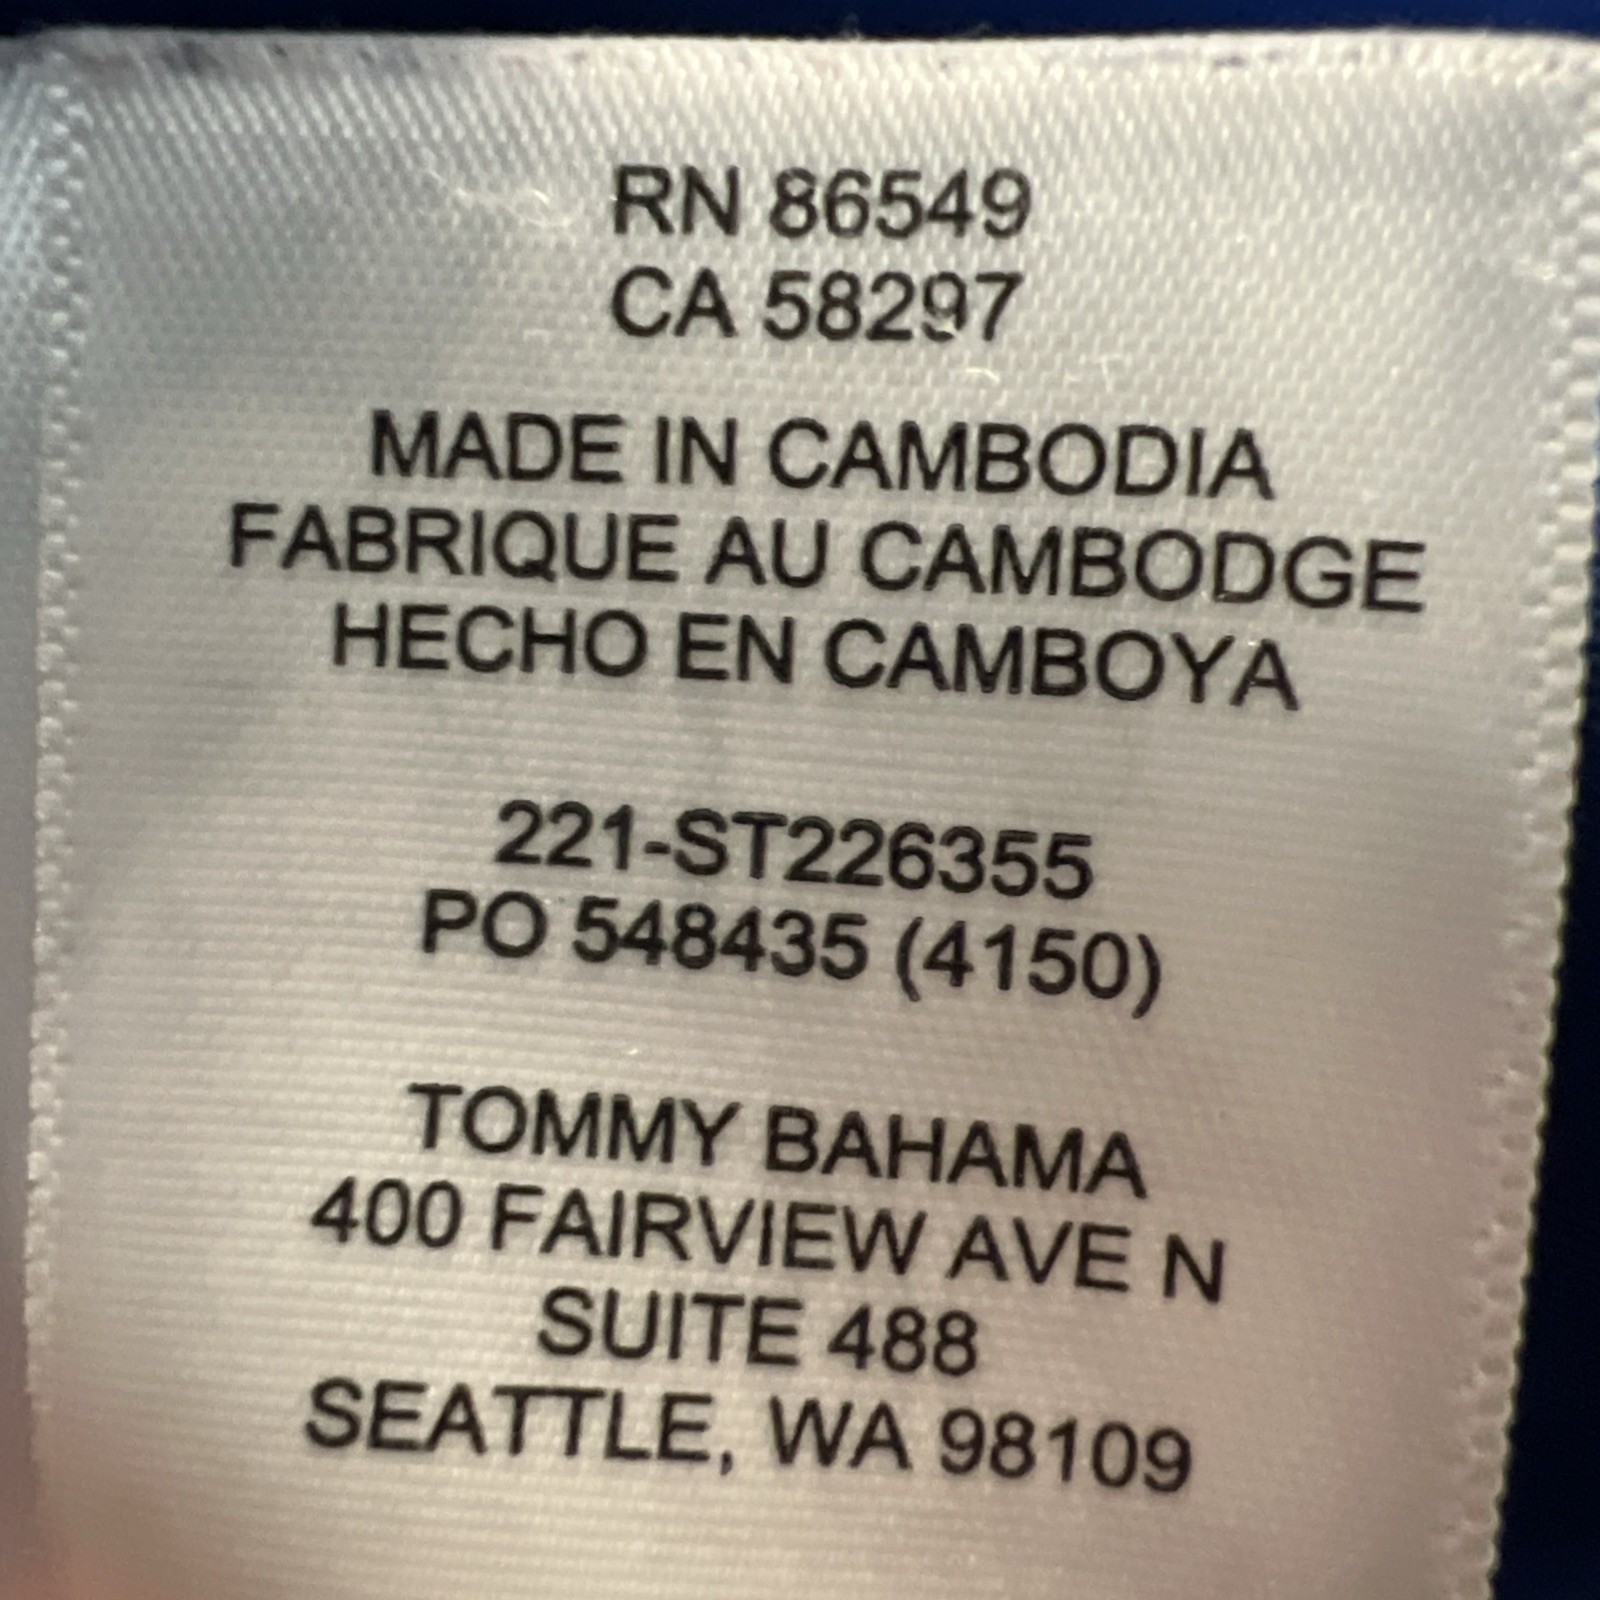 RN 86549
CA 58297
MADE IN CAMBODIA
FABRIQUE AU CAMBODGE
HECHO EN CAMBOYA
221-ST226355
PO 548435 (4150)
TOMMY BAHAMA
400 FAIRVIEW AVE N
SUITE 488
SEATTLE, WA 98109